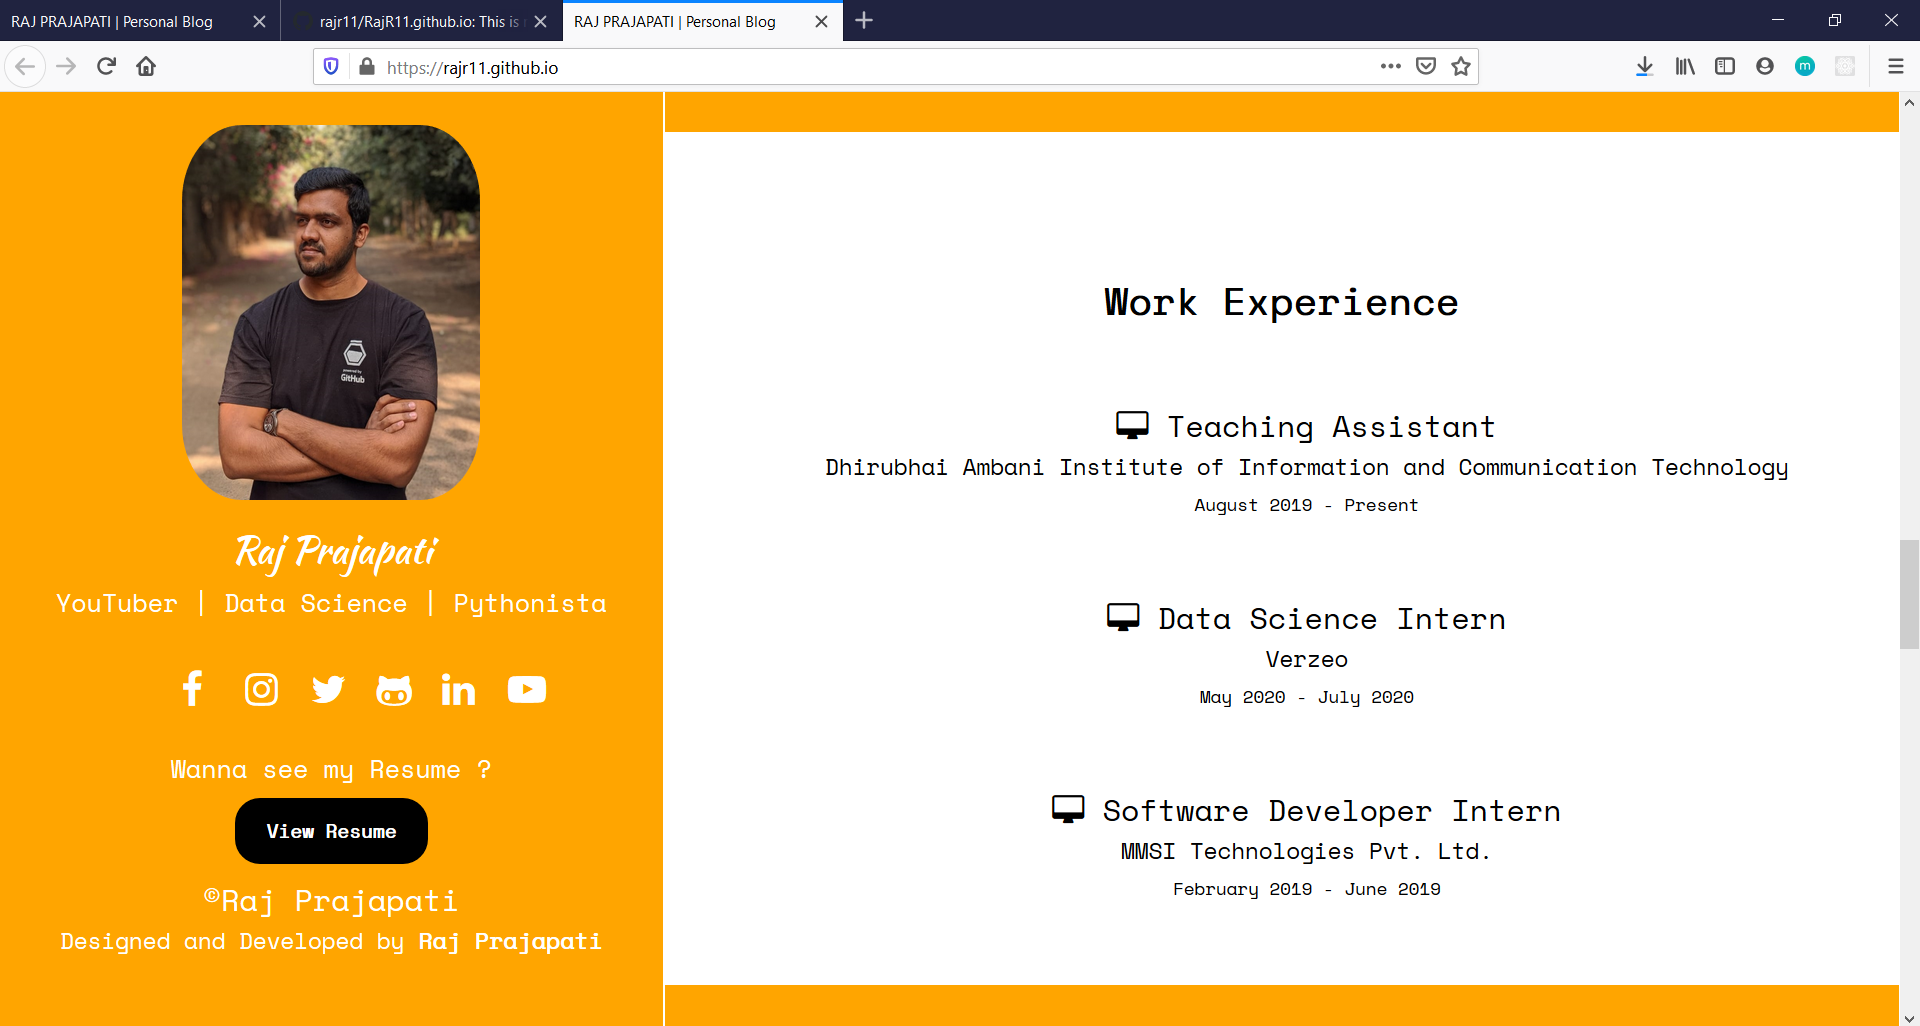 RAJ PRAJAPATI | Personal Blog
rajr11/RajR11.github.io: This is
RAJ PRAJAPATI | Personal Blog
https://rajr11.github.io
m
powered by
GitHub
Raj Prajapati
YouTuber | Data Science | Pythonista
Wanna see my Resume ?
View Resume
©Raj Prajapati
Designed and Developed by Raj Prajapati
Work Experience
Teaching Assistant
Dhirubhai Ambani Institute of Information and Communication Technology
August 2019 - Present
Data Science Intern
Verzeo
May 2020 - July 2020
Software Developer Intern
MMSI Technologies Pvt. Ltd.
February 2019 - June 2019